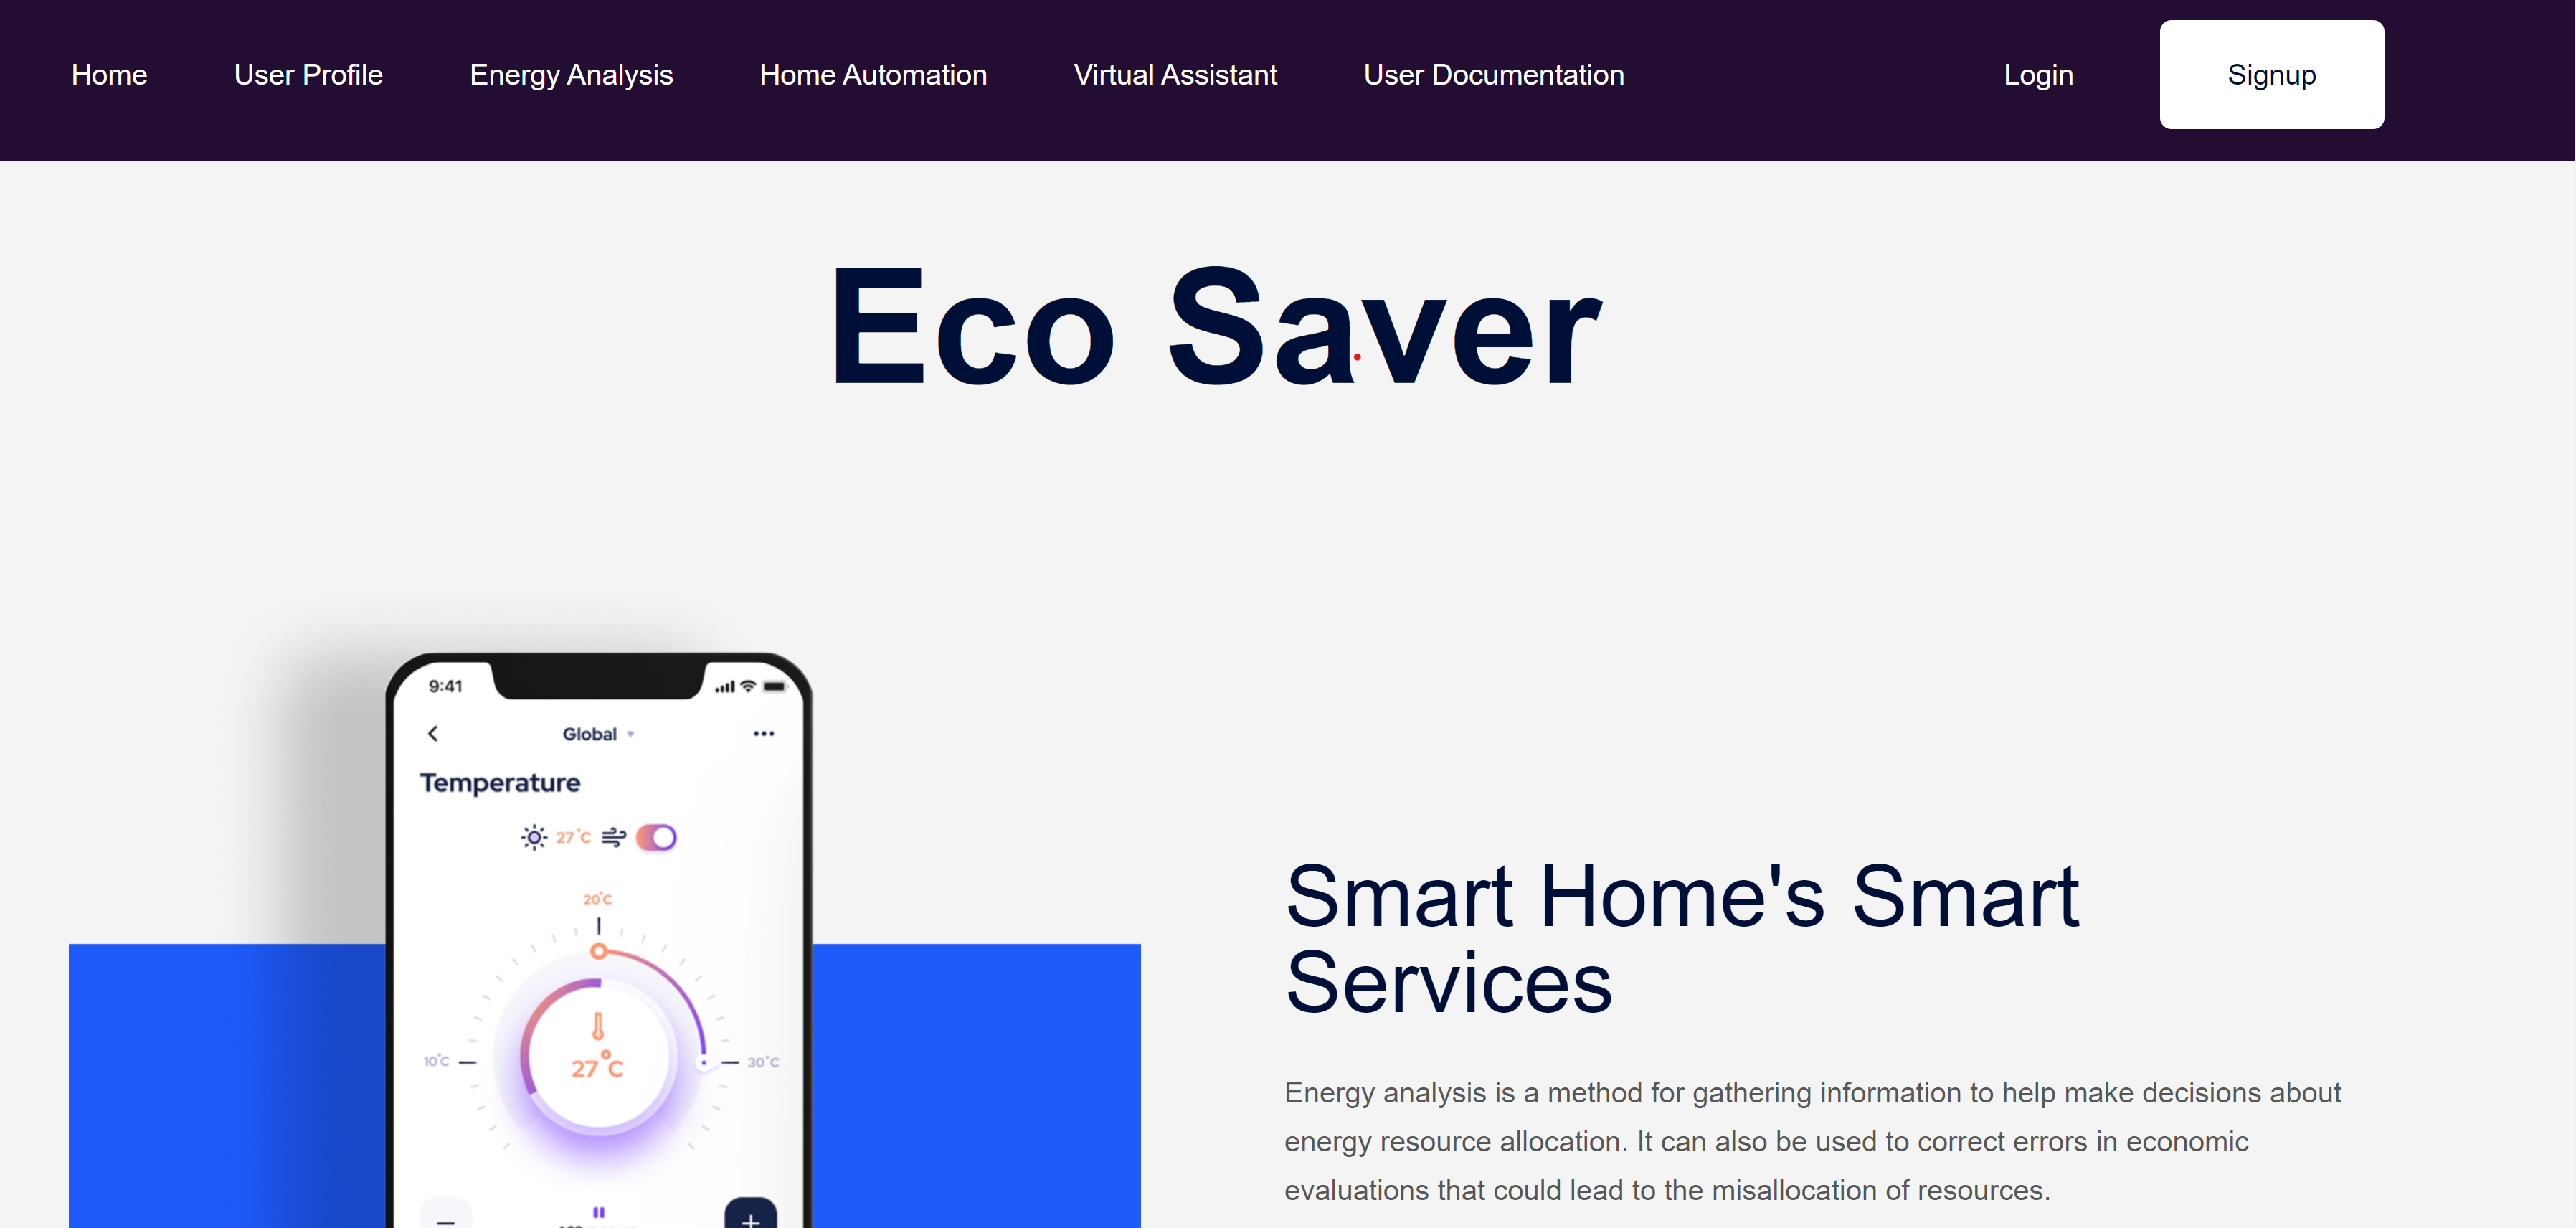 Home
User Profile
Energy Analysis
Home Automation
Virtual Assistant
User Documentation
Login
Signup
Eco Saver
9:41
Global
Temperature
27°C
20°C
10°C
30°C
27°C
Smart Home's Smart
Services
Energy analysis is a method for gathering information to help make decisions about
energy resource allocation. It can also be used to correct errors in economic
evaluations that could lead to the misallocation of resources.